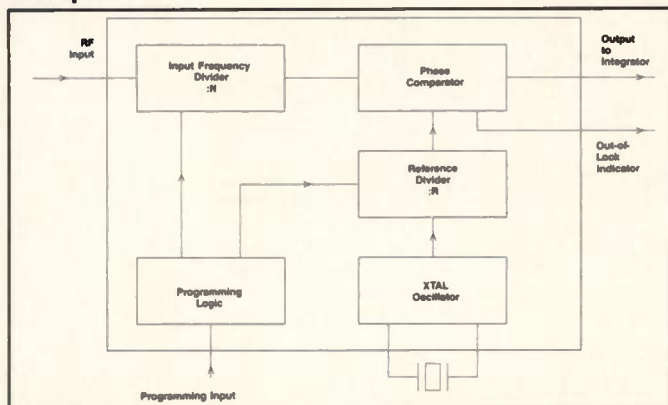 RF
Input
Input Frequency
Divider
:N
Phase
Comparator
Output
to
Integrator
Out-of-
Lock
Indicator
Reference
Divider
:R
Programming
Logic
XTAL
Oscillator
Programming Input